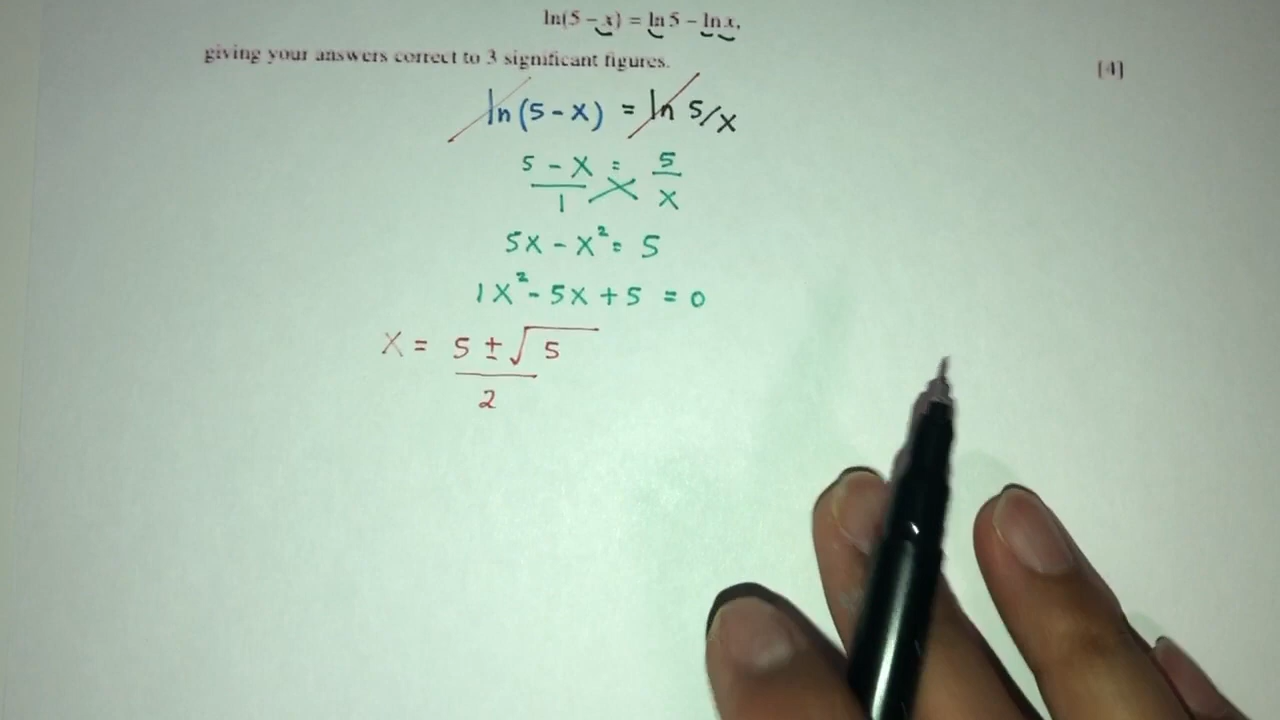 ln(5 − x) = ln 5 − ln x,
giving your answers correct to 3 significant figures. [4]
ln(5 - x) = ln 5/x
5 - x/1 = 5/x
5x - x² = 5
1x² - 5x + 5 = 0
x = 5 ± √5/2